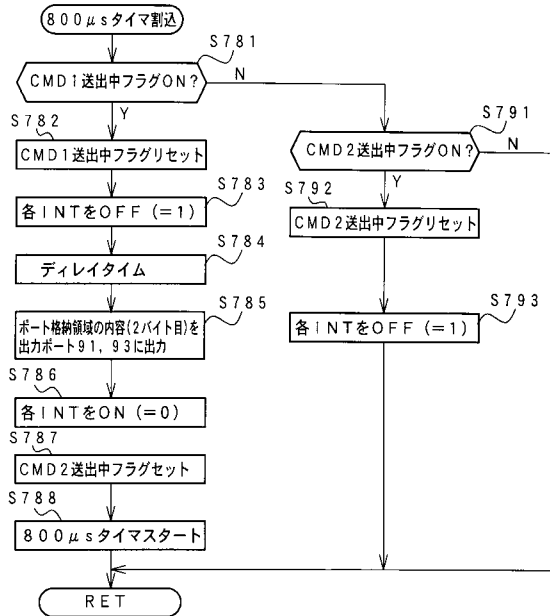 800μsタイマ割込
S781
CMD1送出中フラグON?
N
Y
S782
CMD1送出中フラグリセット
S783
各INTをOFF(=1)
S784
ディレイタイム
S785
ポート格納領域の内容(2バイト目)を
出力ポート91,93に出力
S786
各INTをON(=0)
S787
CMD2送出中フラグセット
S788
800μsタイマスタート
RET
S791
CMD2送出中フラグON?
N
Y
S792
CMD2送出中フラグリセット
S793
各INTをOFF(=1)